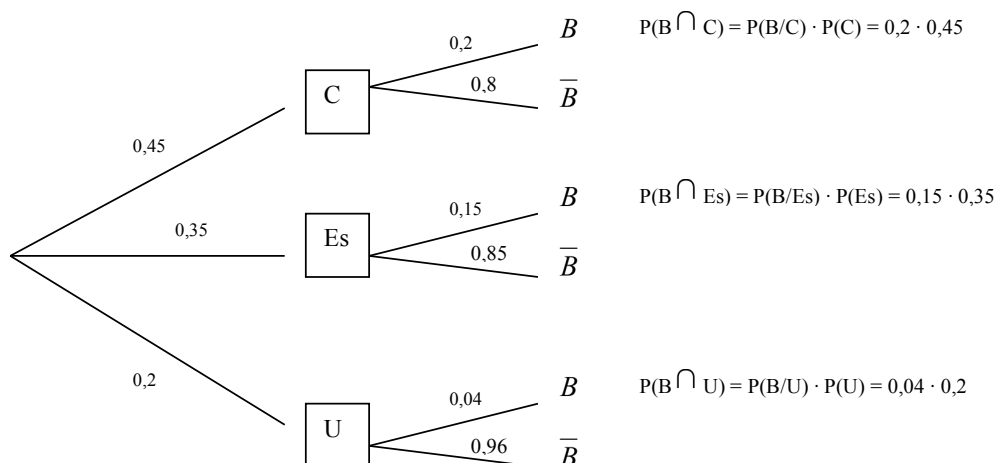 0,2 B P(B ∩ C) = P(B/C) · P(C) = 0,2 · 0,45
C 0,8 B̅
0,45
0,15 B P(B ∩ Es) = P(B/Es) · P(Es) = 0,15 · 0,35
0,35 Es 0,85 B̅
0,2
0,04 B P(B ∩ U) = P(B/U) · P(U) = 0,04 · 0,2
U 0,96 B̅